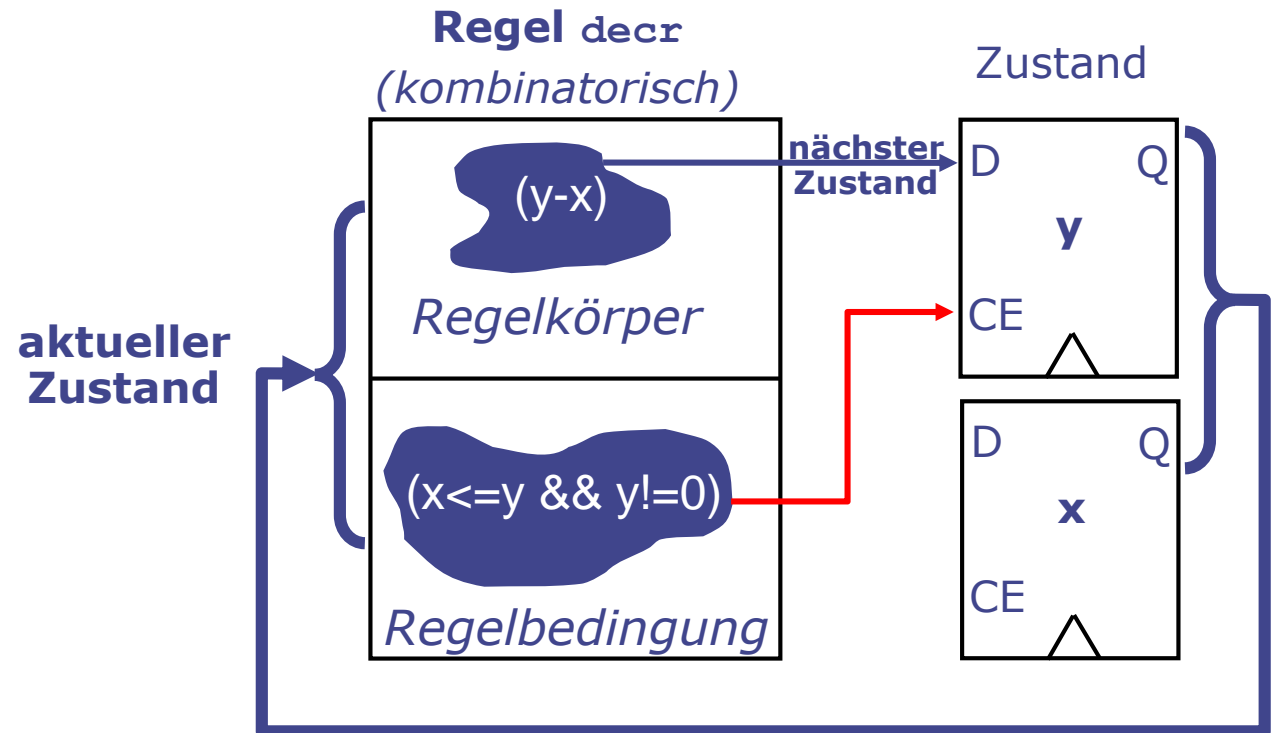 Regel decr
(kombinatorisch)
Zustand
nächster
Zustand
(y-x)
D
Q
y
CE
Regelkörper
aktueller
Zustand
D
Q
x
CE
(x<=y && y!=0)
Regelbedingung